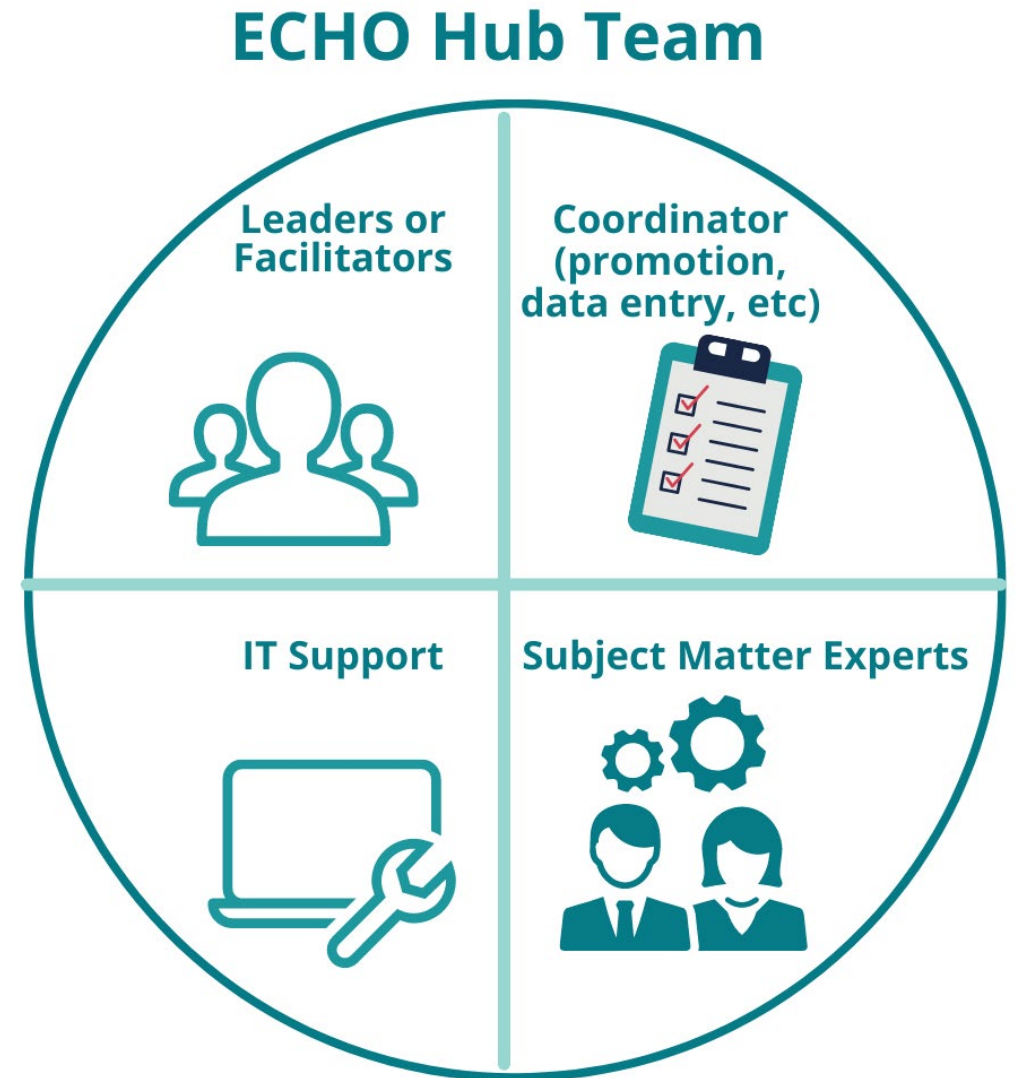 ECHO Hub Team
Leaders or
Facilitators
Coordinator
(promotion,
data entry, etc)
IT Support
Subject Matter Experts